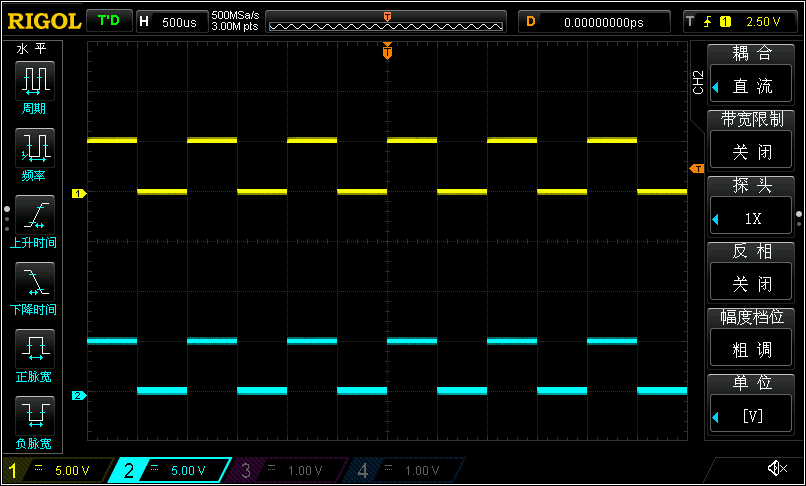 RIGOL T'D H 500us 500MSa/s D 0.00000000ps T 1 2.50 V
3.00M pts
T
水 平
周期
频率
上升时间
下降时间
正脉宽
负脉宽
T
1
2
T
CH2
耦 合
直 流
带宽限制
关 闭
探 头
1X
反 相
关 闭
幅度档位
粗 调
单 位
[V]
1 5.00 V 2 5.00 V 3 1.00 V 4 1.00 V